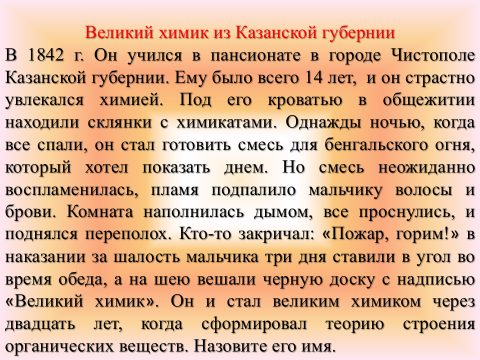 Великий химик из Казанской губернии
В 1842 г. Он учился в пансионате в городе Чистополе
Казанской губернии. Ему было всего 14 лет, и он страстно
увлекался химией. Под его кроватью в общежитии
находили склянки с химикатами. Однажды ночью, когда
все спали, он стал готовить смесь для бенгальского огня,
который хотел показать днем. Но смесь неожиданно
воспламенилась, пламя подпалило мальчику волосы и
брови. Комната наполнилась дымом, все проснулись, и
поднялся переполох. Кто-то закричал: «Пожар, горим!» в
наказании за шалость мальчика три дня ставили в угол во
время обеда, а на шею вешали черную доску с надписью
«Великий химик». Он и стал великим химиком через
двадцать лет, когда сформировал теорию строения
органических веществ. Назовите его имя.